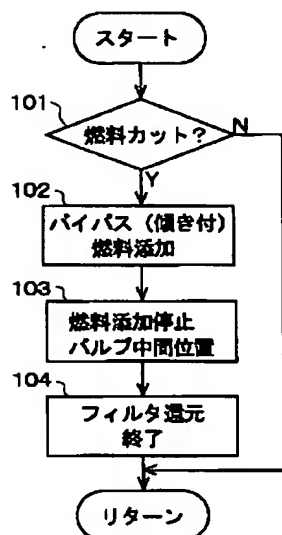 スタート
101
燃料カット？
N
Y
102
バイパス（傾き付）
燃料添加
103
燃料添加停止
バルブ中間位置
104
フィルタ還元
終了
リターン